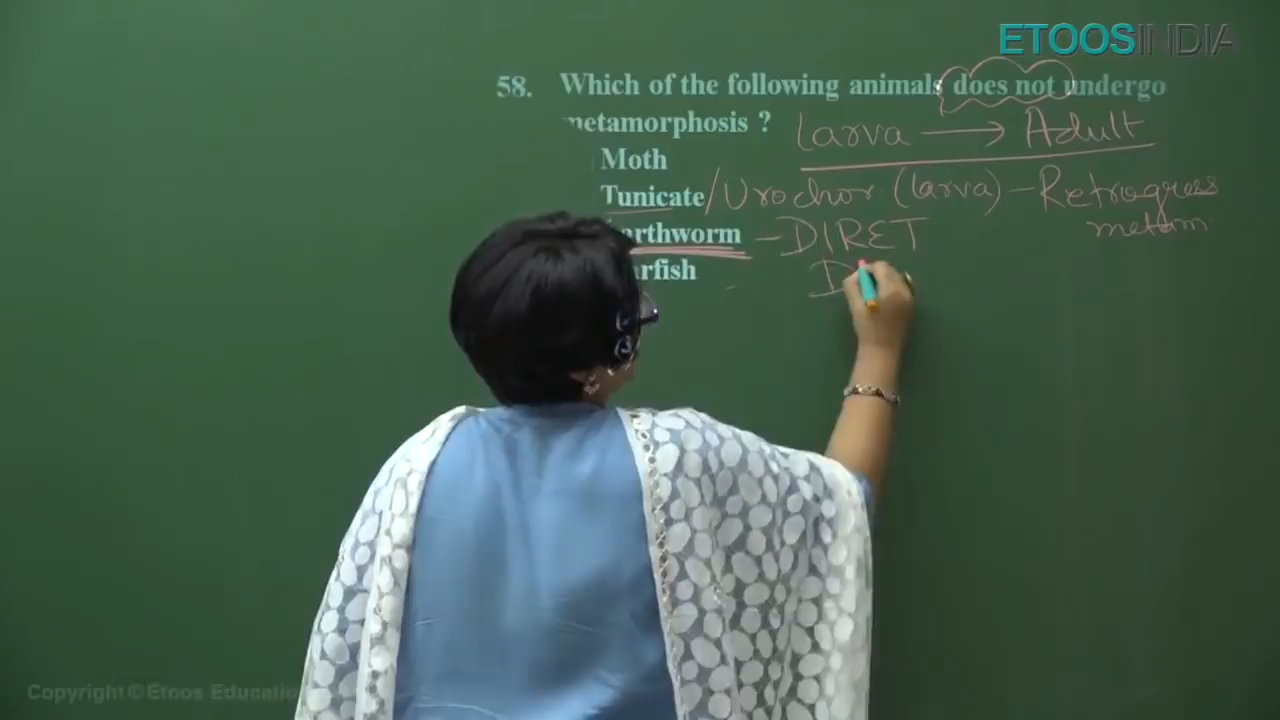 ETOOSINDIA
58. Which of the following animals does not undergo
metamorphosis ?
Larva → Adult
Moth
Tunicate / Urochor (larva) - Retrogress
metam
arthworm - DIRET
D
arfish
Copyright © Etoos Educatio